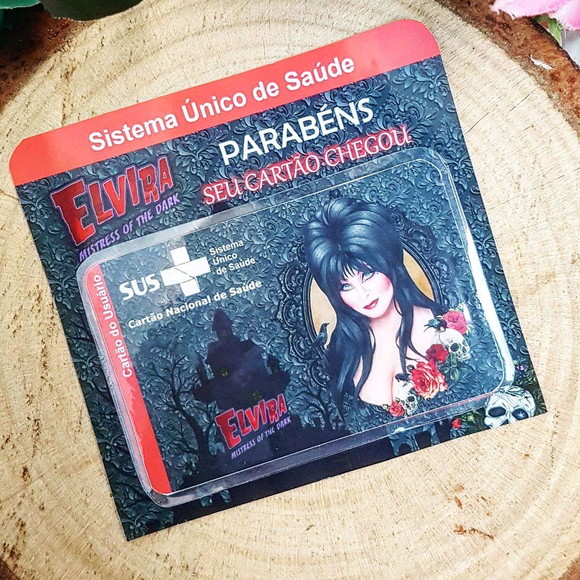 Sistema Único de Saúde
PARABÉNS
SEU CARTÃO CHEGOU
ELVIRA
MISTRESS OF THE DARK
Cartão do Usuário
SUS
Sistema
Único
de Saúde
Cartão Nacional de Saúde
ELVIRA
MISTRESS OF THE DARK